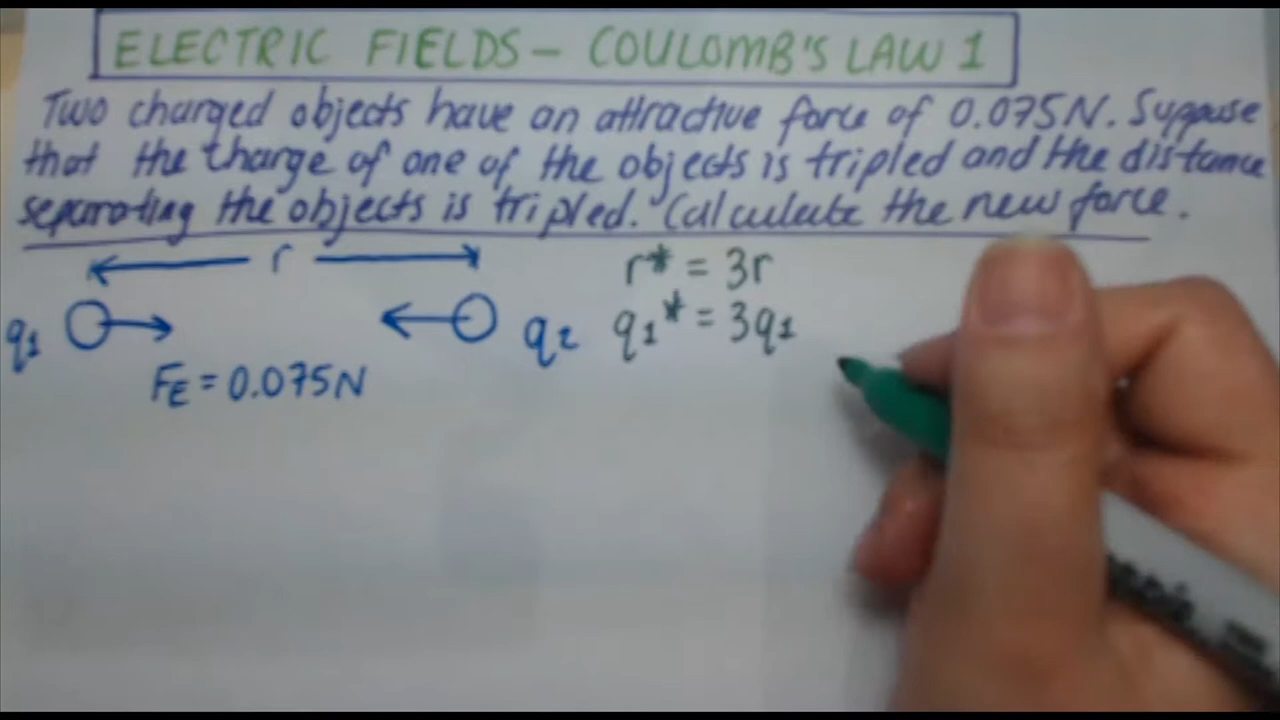 ELECTRIC FIELDS - COULOMB'S LAW 1
Two charged objects have an attractive force of 0.075N. Suppose
that the charge of one of the objects is tripled and the distance
separating the objects is tripled. Calculate the new force.
r
r* = 3r
q1
q2
q1* = 3q1
FE = 0.075N